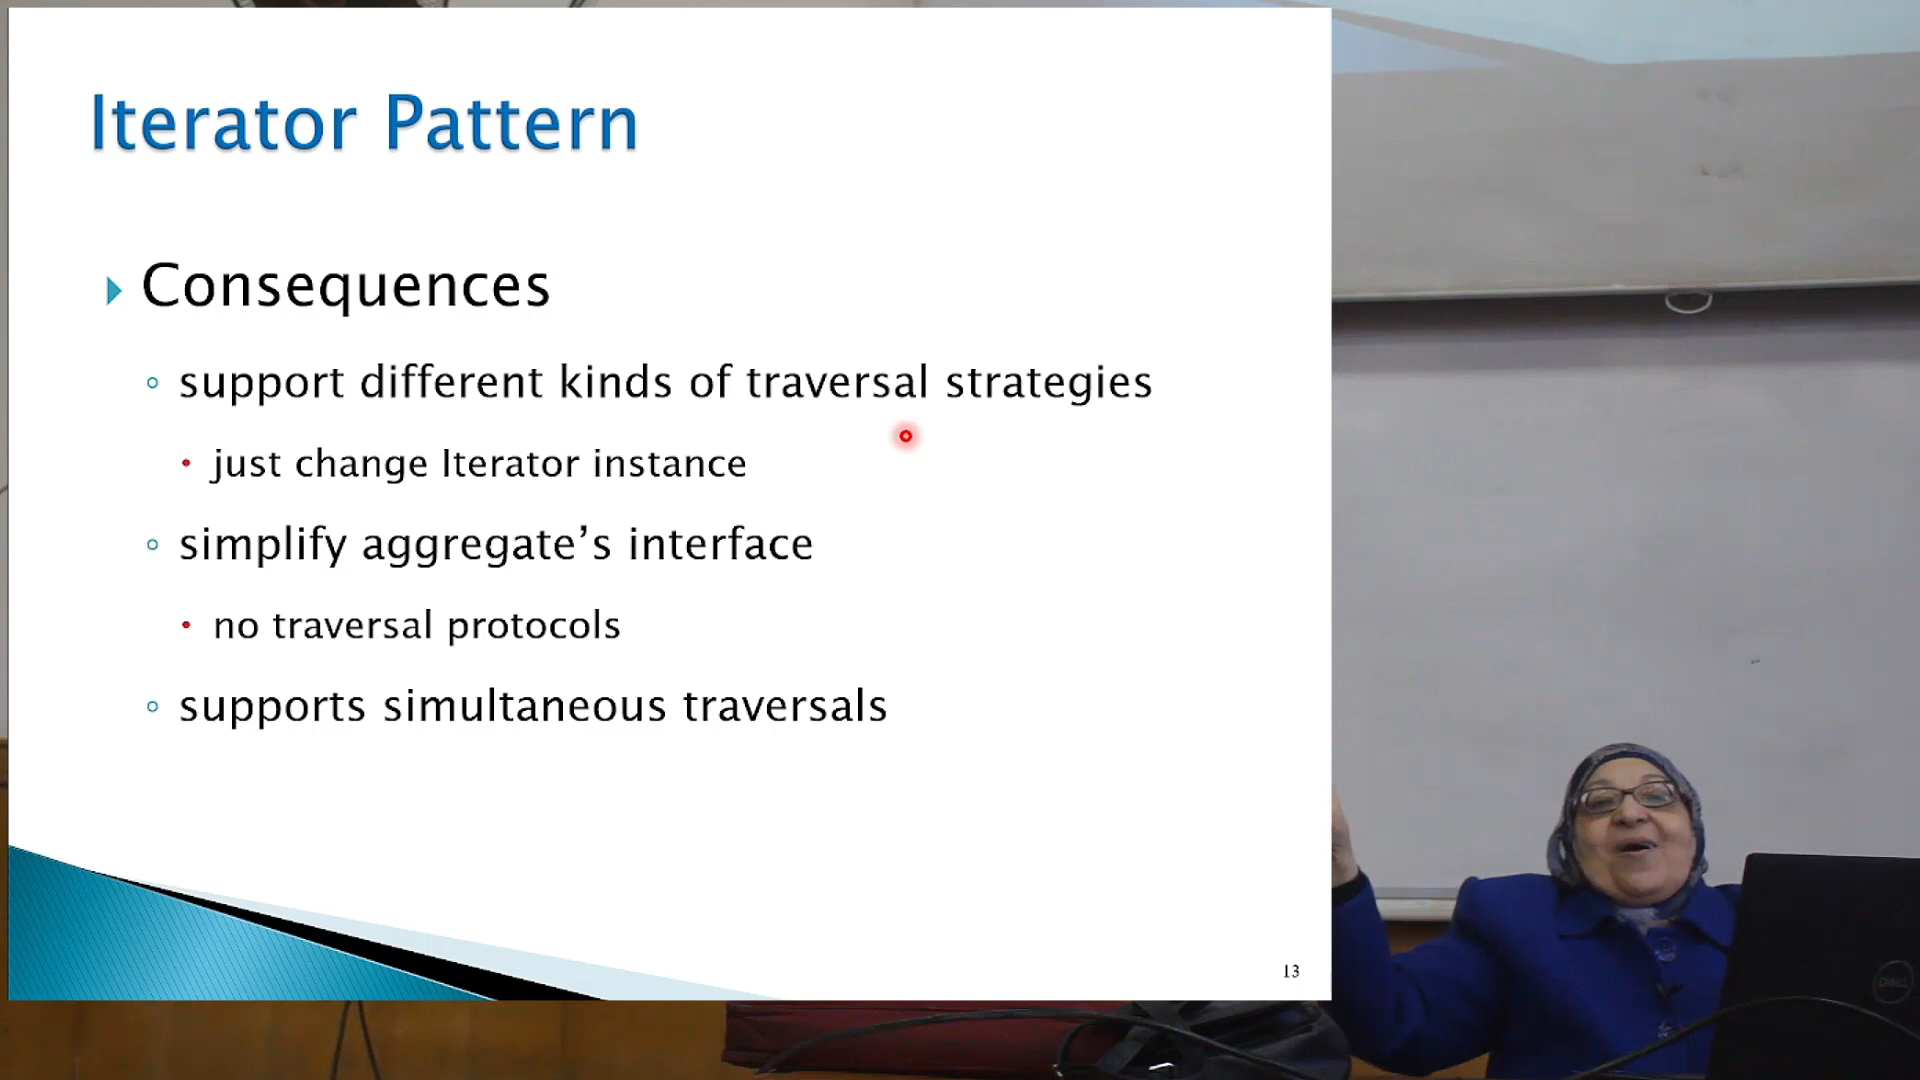 Iterator Pattern
Consequences
support different kinds of traversal strategies
just change Iterator instance
simplify aggregate’s interface
no traversal protocols
supports simultaneous traversals
13
DELL